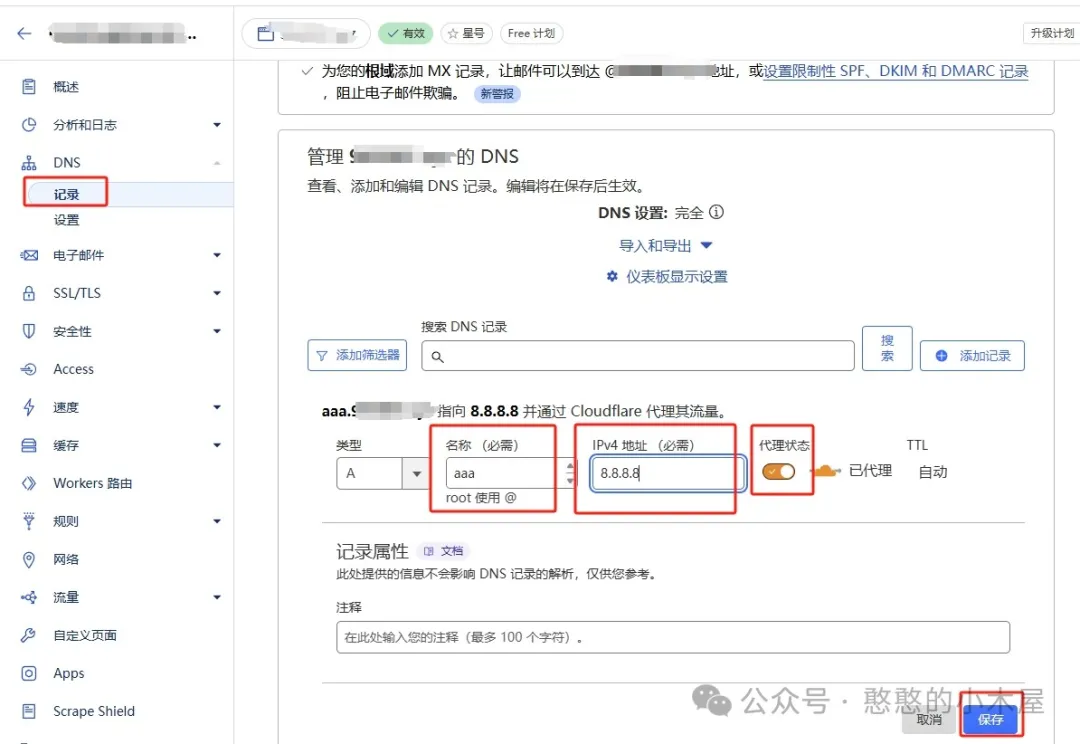 有效
星号
Free 计划
升级计划
概述
分析和日志
DNS
记录
设置
电子邮件
SSL/TLS
安全性
Access
速度
缓存
Workers 路由
规则
网络
流量
自定义页面
Apps
Scrape Shield
为您的根域添加 MX 记录，让邮件可以到达 @ 地址，或设置限制性 SPF、DKIM 和 DMARC 记录
，阻止电子邮件欺骗。 新警报
管理 9 的 DNS
查看、添加和编辑 DNS 记录。编辑将在保存后生效。
DNS 设置: 完全
导入和导出
仪表板显示设置
搜索 DNS 记录
添加筛选器
搜
索
添加记录
aaa.9 指向 8.8.8.8 并通过 Cloudflare 代理其流量。
类型 名称 （必需） IPv4 地址 （必需） 代理状态 TTL
A aaa 8.8.8.8 已代理 自动
root 使用 @
记录属性 文档
此处提供的信息不会影响 DNS 记录的解析，仅供您参考。
注释
在此处输入您的注释（最多 100 个字符）。
公众号 · 憨憨的小木屋
取消 保存